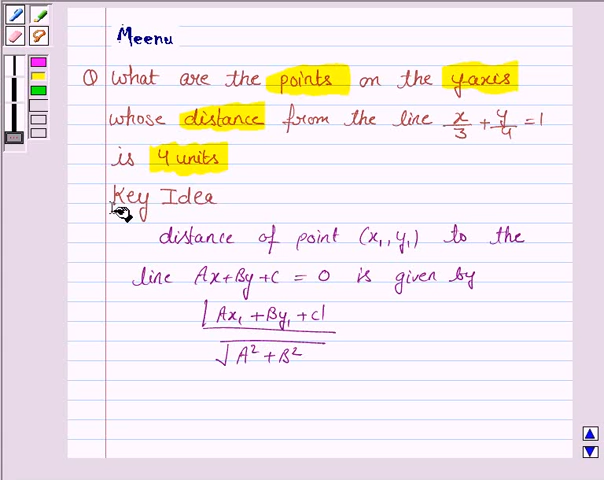 Meenu
Q What are the points on the yaxis
whose distance from the line x/3 + y/4 = 1
is 4 units
Key Idea
distance of point (x₁, y₁) to the
line Ax+By+C = 0 is given by
|Ax₁ + By₁ + C|
√A² + B²